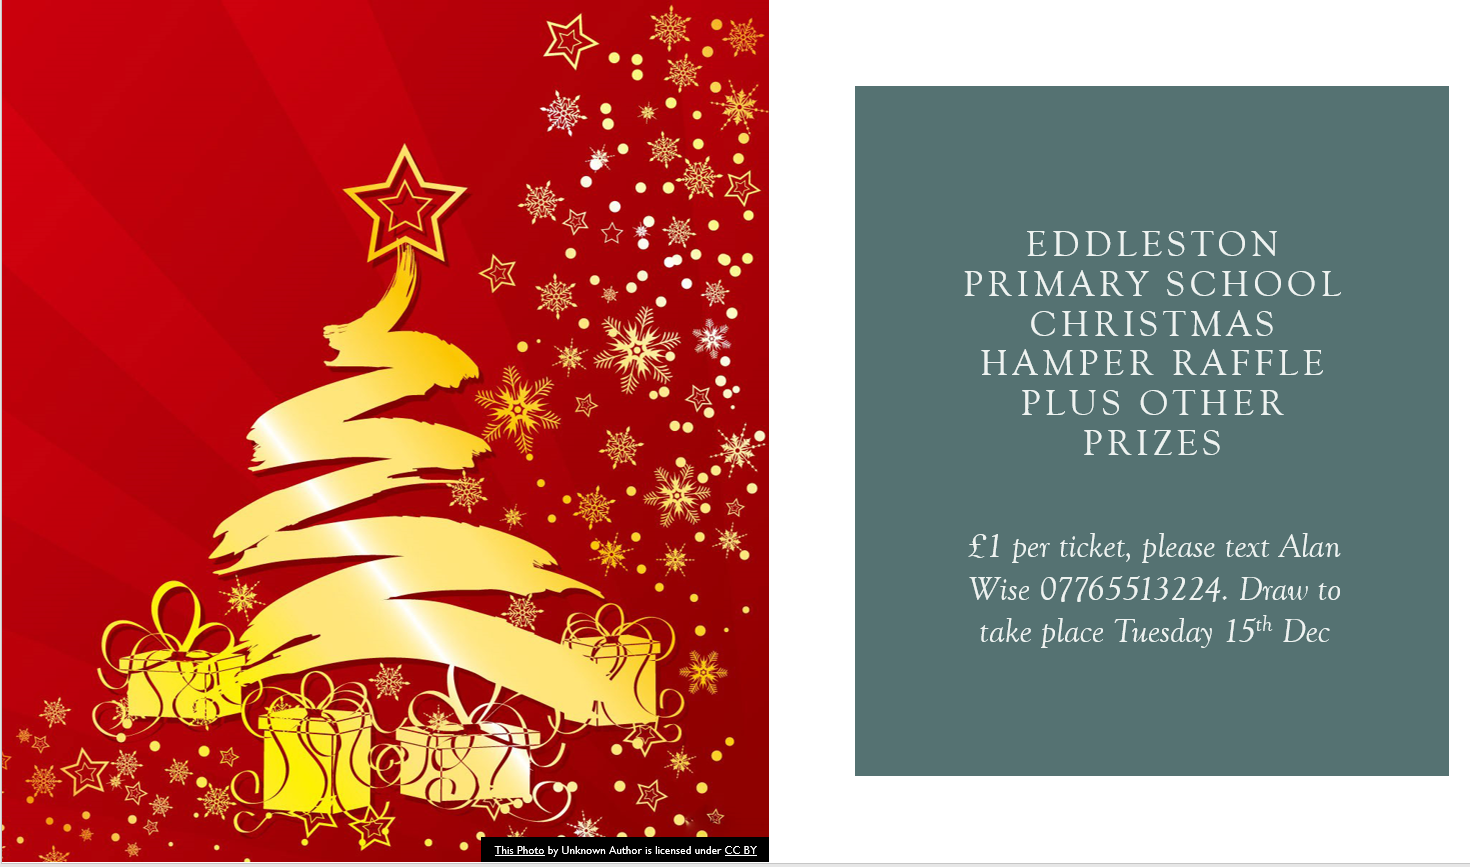 EDDLESTON
PRIMARY SCHOOL
CHRISTMAS
HAMPER RAFFLE
PLUS OTHER
PRIZES
£1 per ticket, please text Alan
Wise 07765513224. Draw to
take place Tuesday 15th Dec
This Photo by Unknown Author is licensed under CC BY